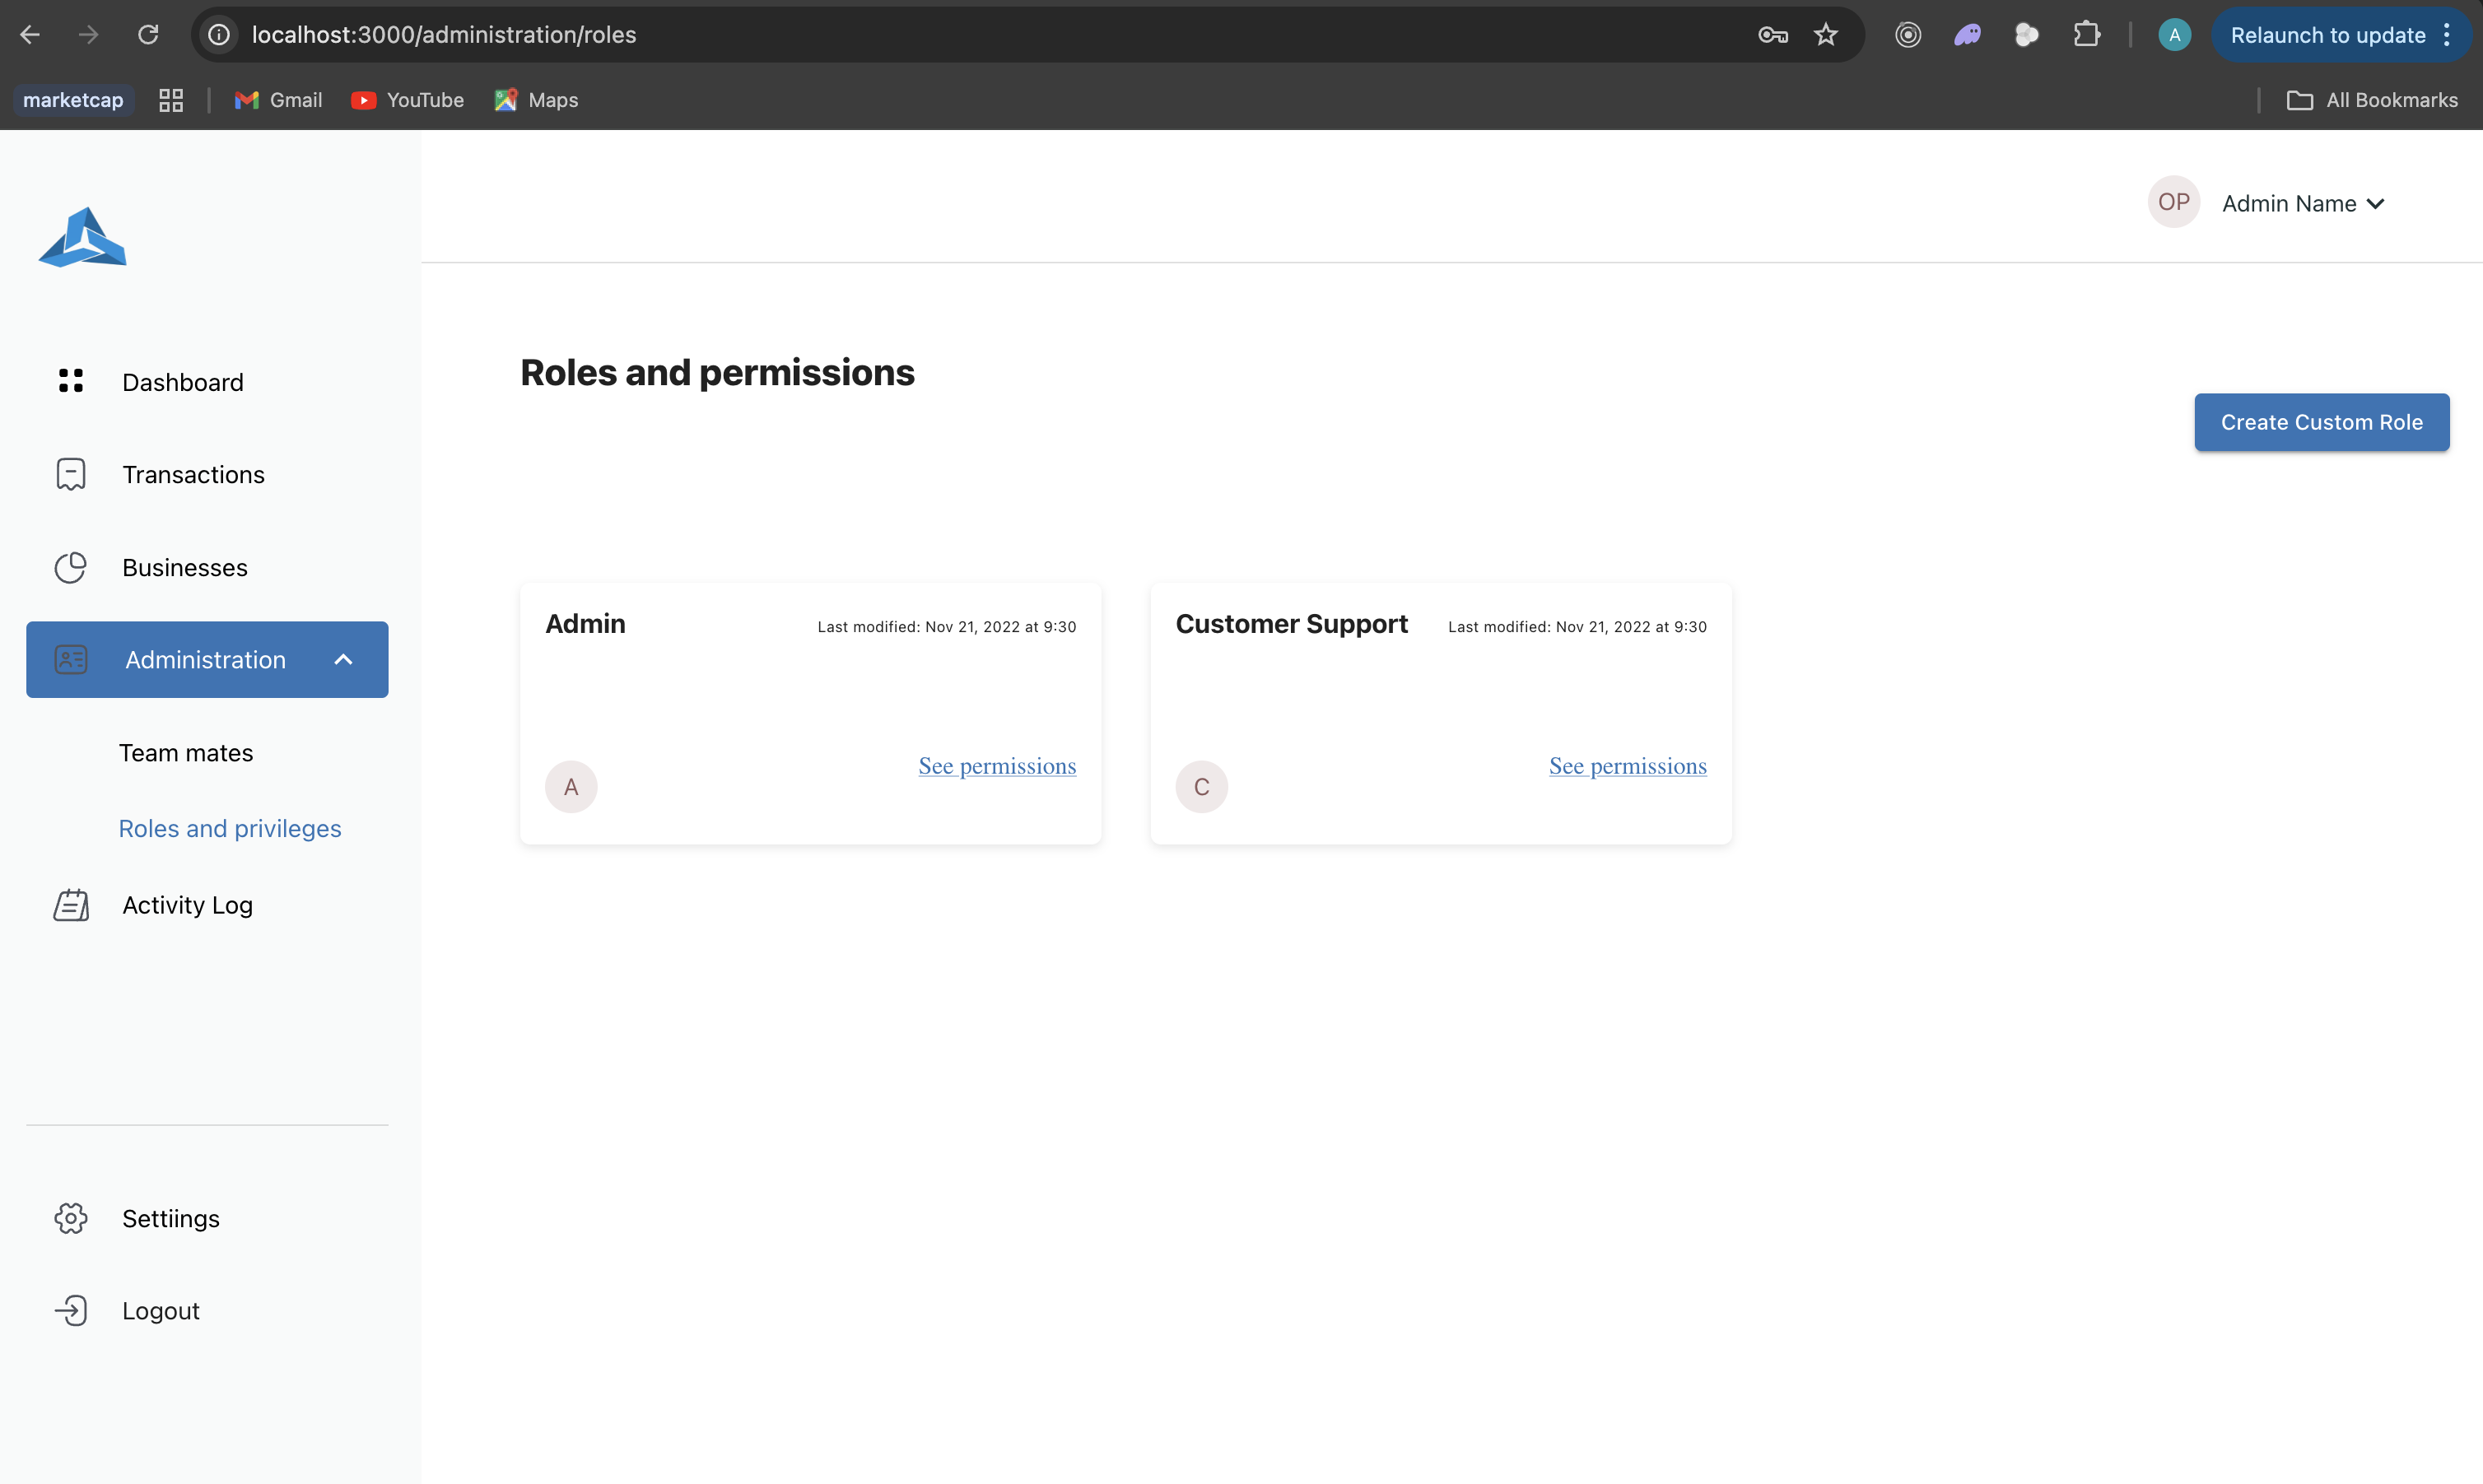 localhost:3000/administration/roles
A
Relaunch to update
marketcap
Gmail
YouTube
Maps
All Bookmarks
OP
Admin Name
Dashboard
Transactions
Businesses
Administration
Team mates
Roles and privileges
Activity Log
Settiings
Logout
Roles and permissions
Create Custom Role
Admin
Last modified: Nov 21, 2022 at 9:30
See permissions
A
Customer Support
Last modified: Nov 21, 2022 at 9:30
See permissions
C